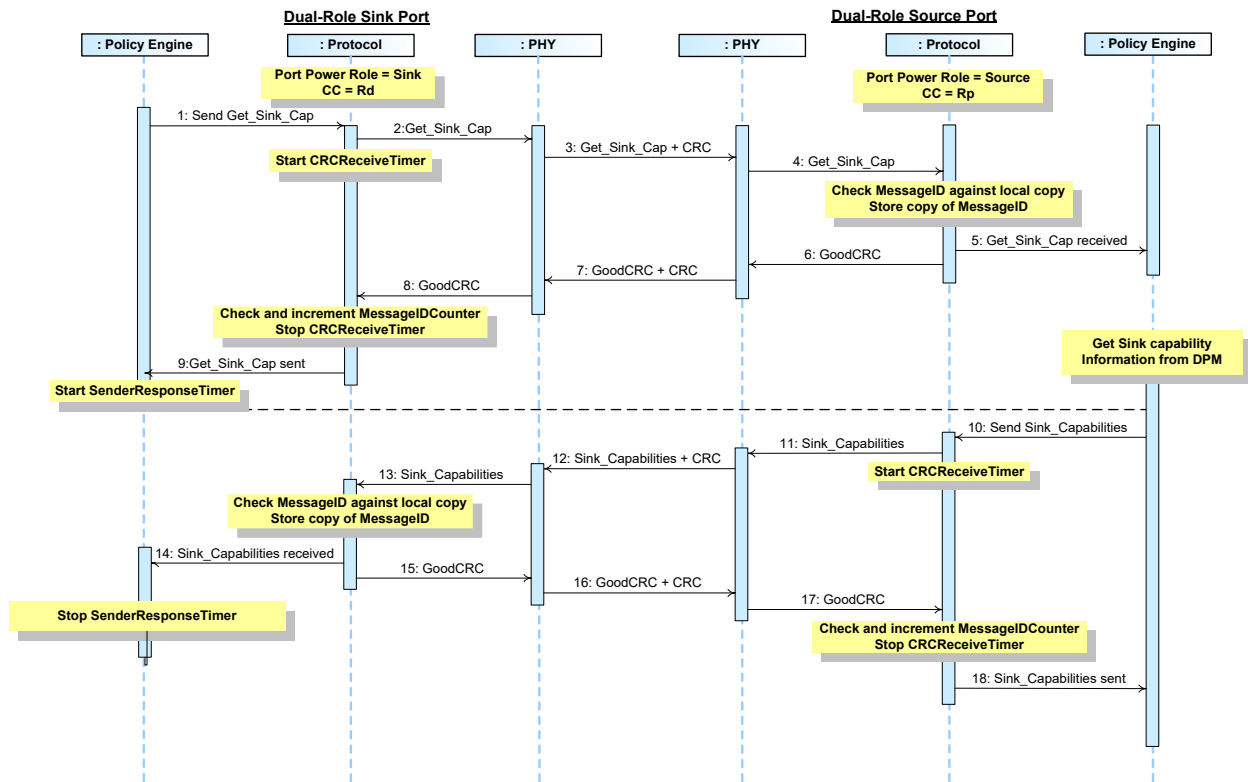 Dual-Role Sink Port
Dual-Role Source Port
: Policy Engine
: Protocol
: PHY
: PHY
: Protocol
: Policy Engine
Port Power Role = Sink
CC = Rd
Port Power Role = Source
CC = Rp
1: Send Get_Sink_Cap
2:Get_Sink_Cap
Start CRCReceiveTimer
3: Get_Sink_Cap + CRC
4: Get_Sink_Cap
Check MessageID against local copy
Store copy of MessageID
5: Get_Sink_Cap received
6: GoodCRC
7: GoodCRC + CRC
8: GoodCRC
Check and increment MessageIDCounter
Stop CRCReceiveTimer
9:Get_Sink_Cap sent
Start SenderResponseTimer
Get Sink capability
Information from DPM
10: Send Sink_Capabilities
11: Sink_Capabilities
Start CRCReceiveTimer
12: Sink_Capabilities + CRC
13: Sink_Capabilities
Check MessageID against local copy
Store copy of MessageID
14: Sink_Capabilities received
15: GoodCRC
16: GoodCRC + CRC
17: GoodCRC
Stop SenderResponseTimer
Check and increment MessageIDCounter
Stop CRCReceiveTimer
18: Sink_Capabilities sent